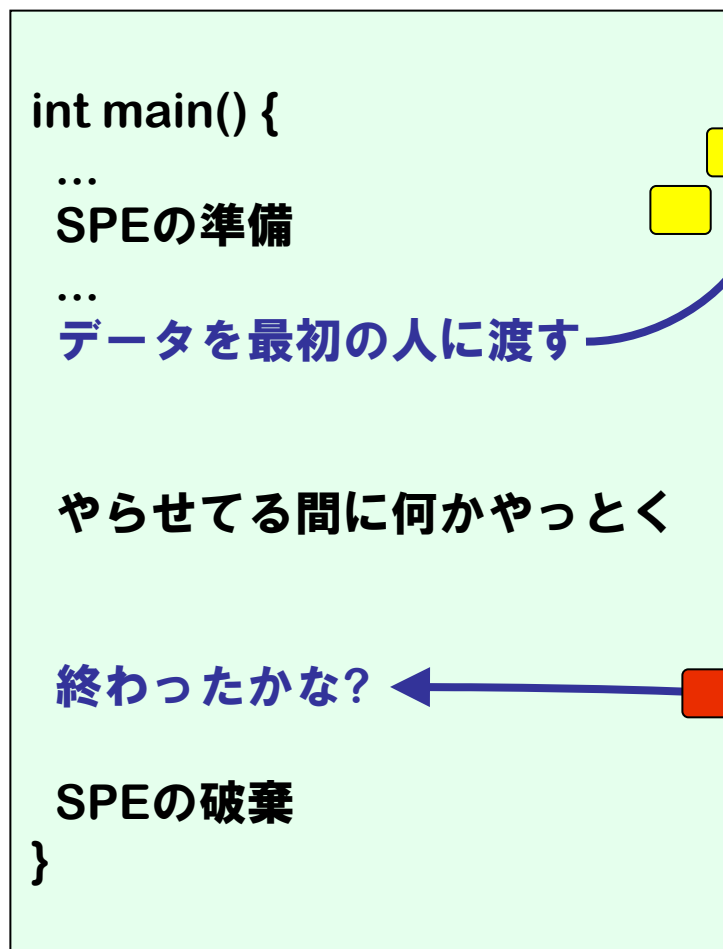 int main() {
...
SPEの準備
...
データを最初の人に渡す
やらせてる間に何かやっとく
終わったかな?
SPEの破棄
}